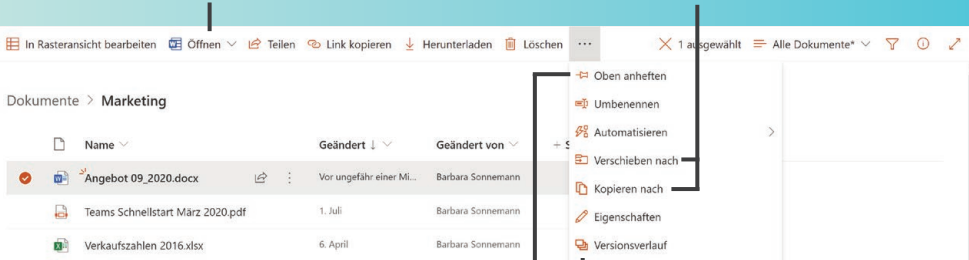 In Rasteransicht bearbeiten Öffnen Teilen Link kopieren Herunterladen Löschen ... 1 ausgewählt Alle Dokumente*
Oben anheften
Dokumente > Marketing
Umbenennen
Automatisieren
Name Geändert ↓ Geändert von + S
Verschieben nach
Angebot 09_2020.docx Vor ungefähr einer Mi... Barbara Sonnemann
Kopieren nach
Teams Schnellstart März 2020.pdf 1. Juli Barbara Sonnemann
Eigenschaften
Verkaufszahlen 2016.xlsx 6. April Barbara Sonnemann
Versionsverlauf